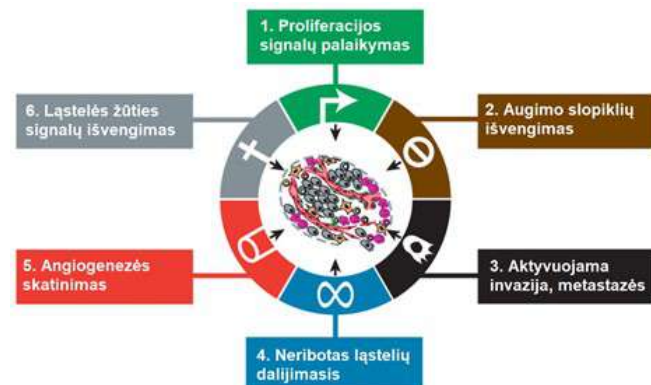 1. Proliferacijos
signalų palaikymas
2. Augimo slopiklių
išvengimas
3. Aktyvuojama
invazija, metastazės
4. Neribotas ląstelių
dalijimasis
5. Angiogenezės
skatinimas
6. Ląstelės žūties
signalų išvengimas